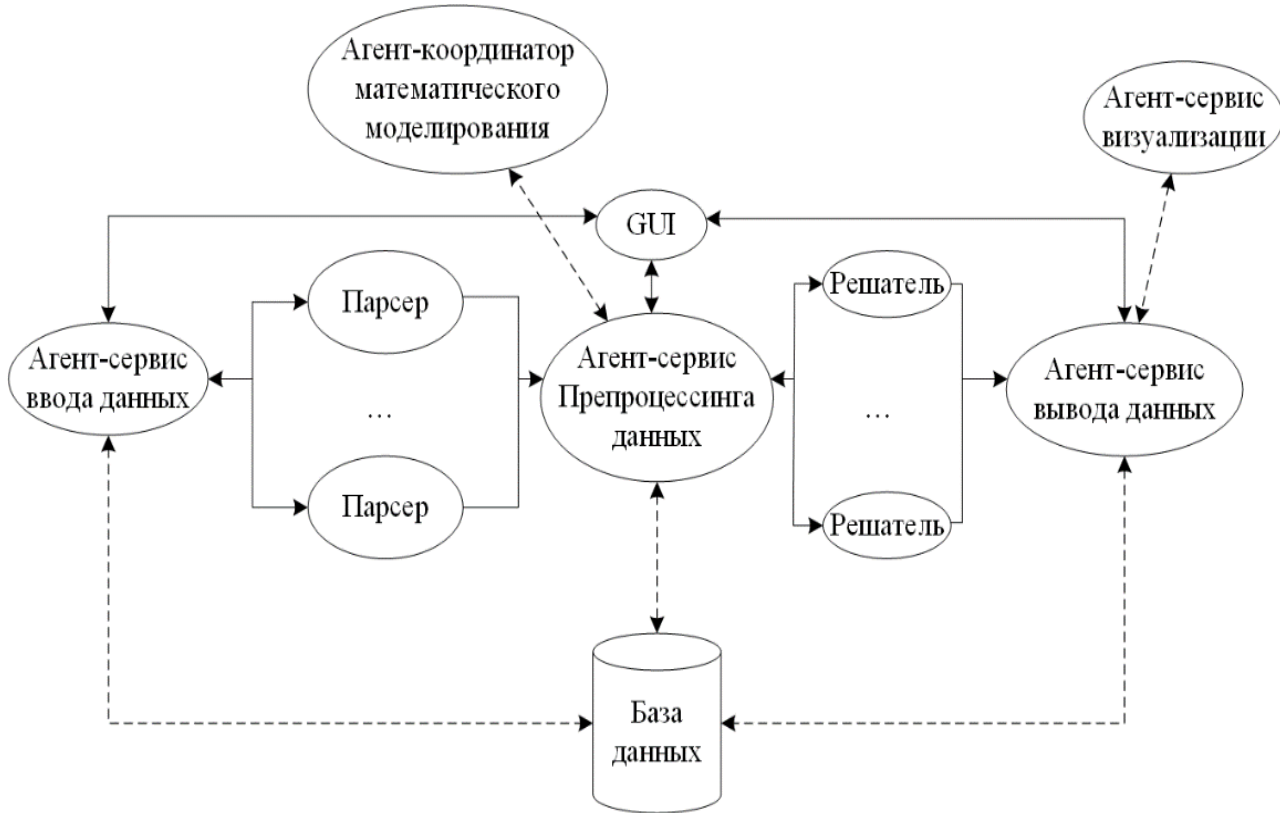 Агент-координатор
математического
моделирования
Агент-сервис
визуализации
GUI
Парсер
Решатель
Агент-сервис
ввода данных
...
Агент-сервис
Препроцессинга
данных
...
Агент-сервис
вывода данных
Парсер
Решатель
База
данных